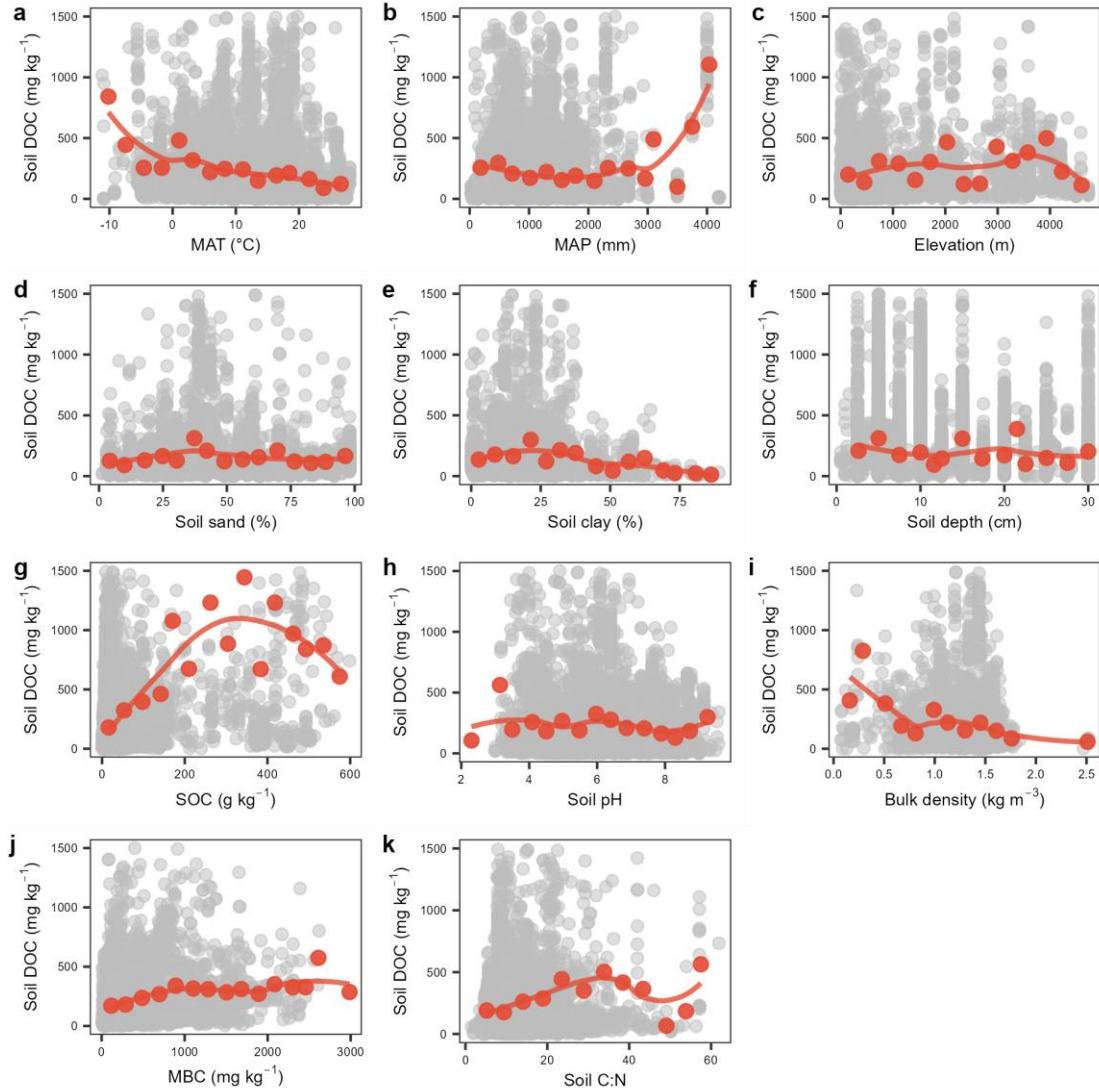 a
b
c
Soil DOC (mg kg⁻¹)
1500
1000
500
0
-10
0
10
20
MAT (°C)
Soil DOC (mg kg⁻¹)
1500
1000
500
0
0
1000
2000
3000
4000
MAP (mm)
Soil DOC (mg kg⁻¹)
1500
1000
500
0
0
1000
2000
3000
4000
Elevation (m)
d
e
f
Soil DOC (mg kg⁻¹)
1500
1000
500
0
0
25
50
75
100
Soil sand (%)
Soil DOC (mg kg⁻¹)
1500
1000
500
0
0
25
50
75
Soil clay (%)
Soil DOC (mg kg⁻¹)
1500
1000
500
0
0
10
20
30
Soil depth (cm)
g
h
i
Soil DOC (mg kg⁻¹)
1500
1000
500
0
0
200
400
600
SOC (g kg⁻¹)
Soil DOC (mg kg⁻¹)
1500
1000
500
0
2
4
6
8
Soil pH
Soil DOC (mg kg⁻¹)
1500
1000
500
0
0.0
0.5
1.0
1.5
2.0
2.5
Bulk density (kg m⁻³)
j
k
Soil DOC (mg kg⁻¹)
1500
1000
500
0
0
1000
2000
3000
MBC (mg kg⁻¹)
Soil DOC (mg kg⁻¹)
1500
1000
500
0
0
20
40
60
Soil C:N